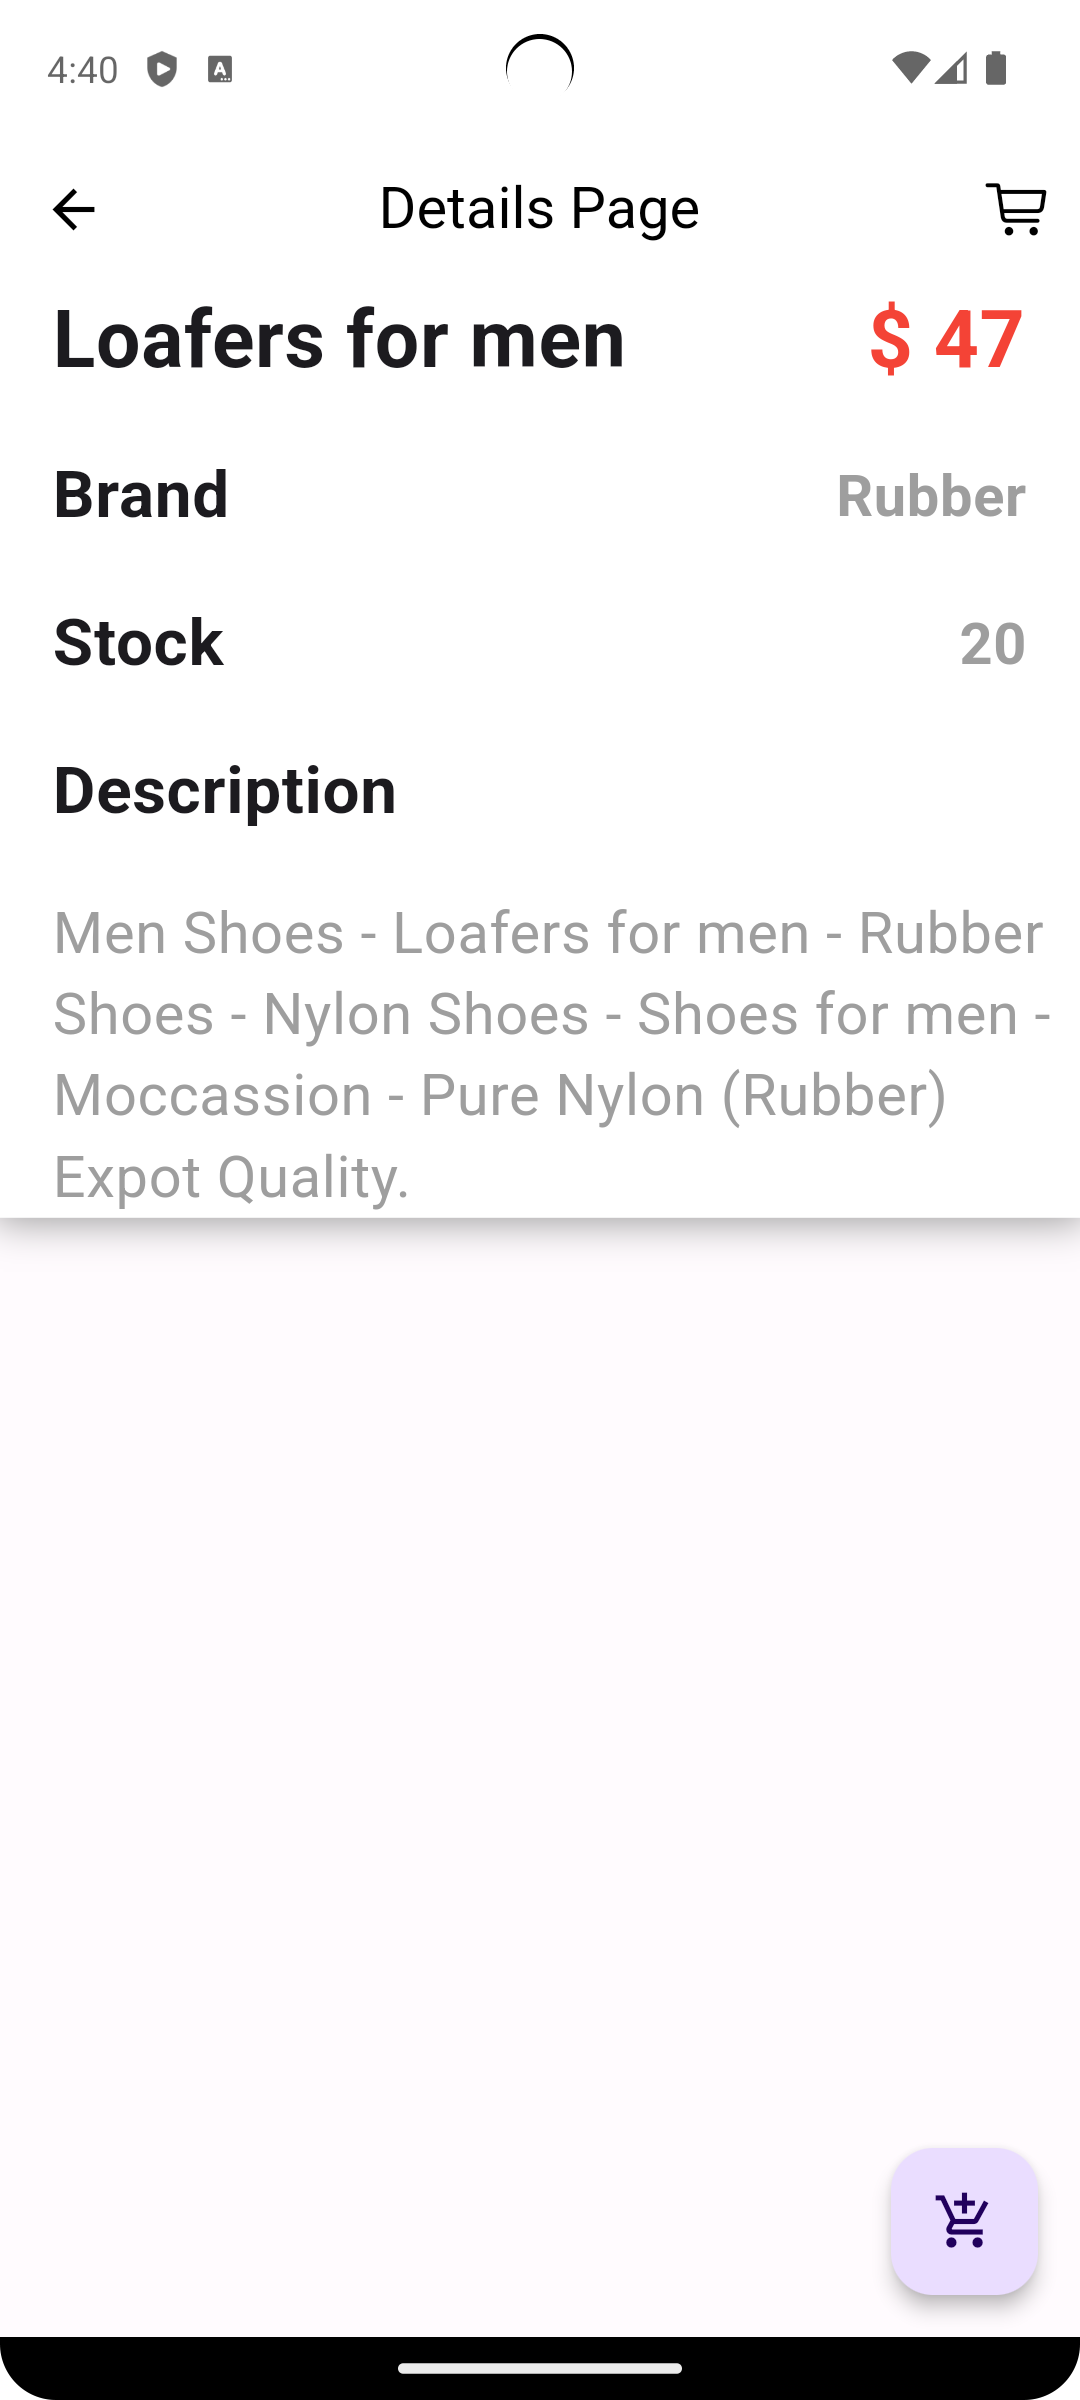 4:40
Details Page
Loafers for men $ 47
Brand Rubber
Stock 20
Description
Men Shoes - Loafers for men - Rubber
Shoes - Nylon Shoes - Shoes for men -
Moccassion - Pure Nylon (Rubber)
Expot Quality.